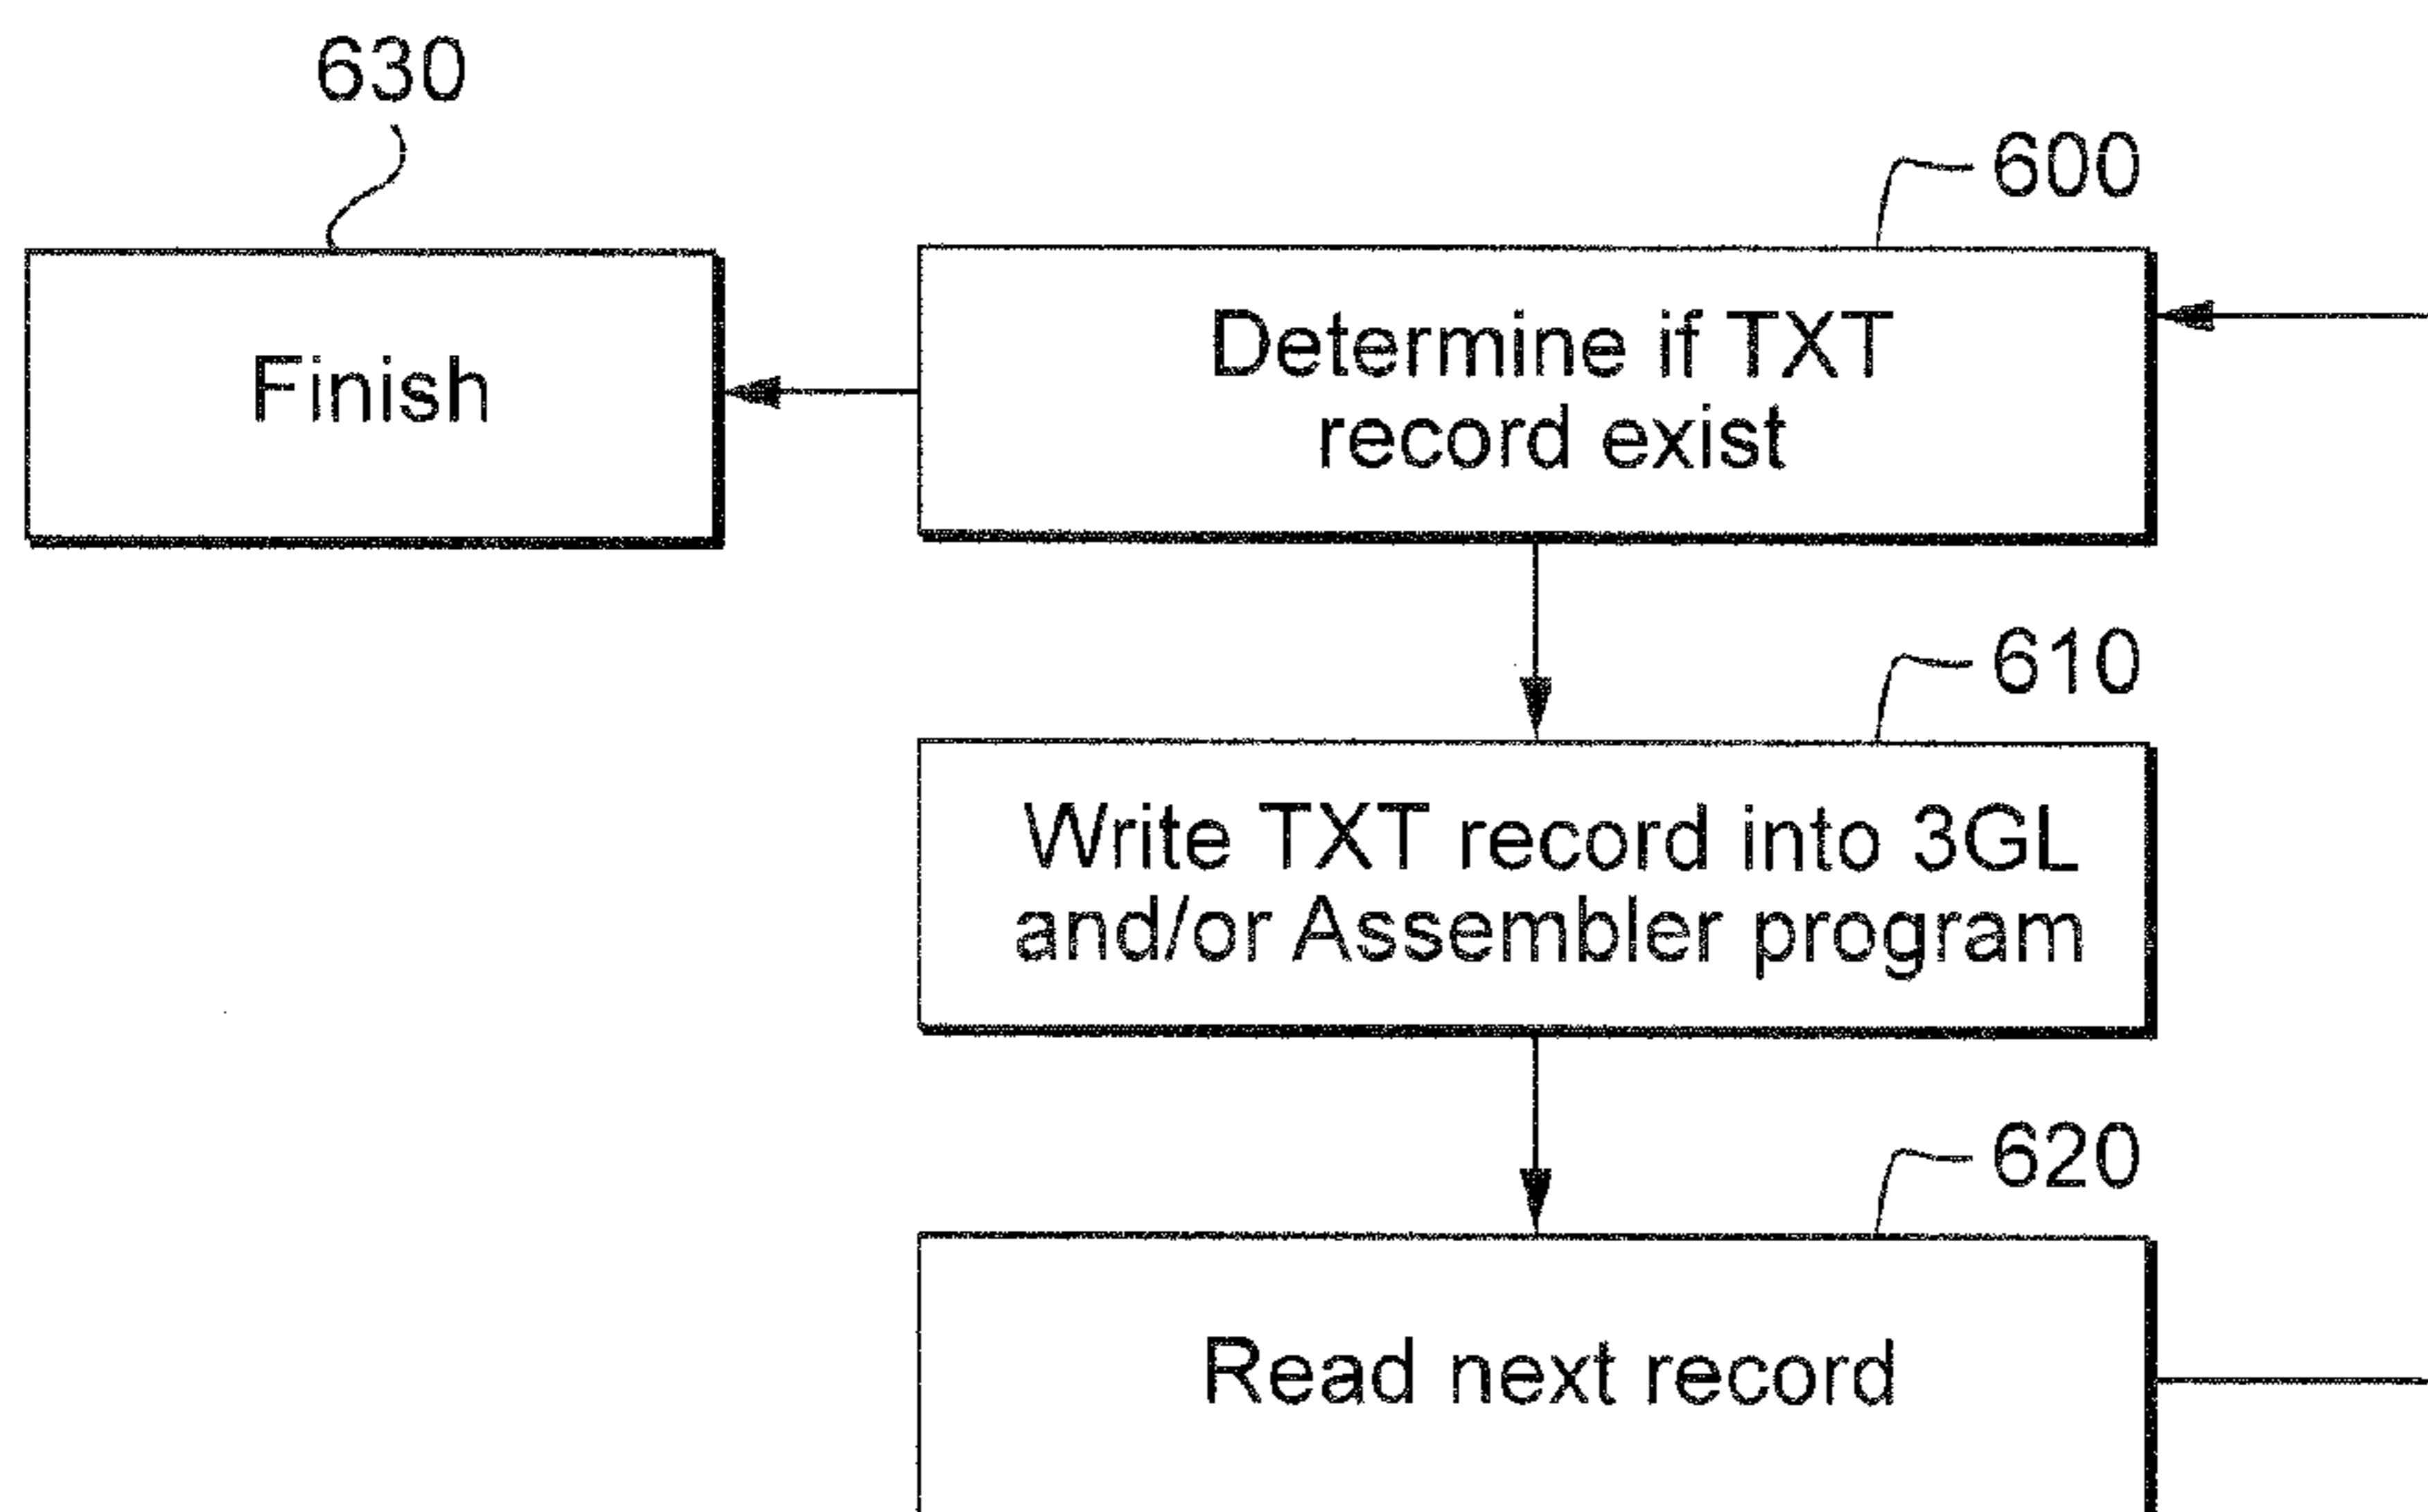 630
600
Finish
Determine if TXT
record exist
610
Write TXT record into 3GL
and/or Assembler program
620
Read next record